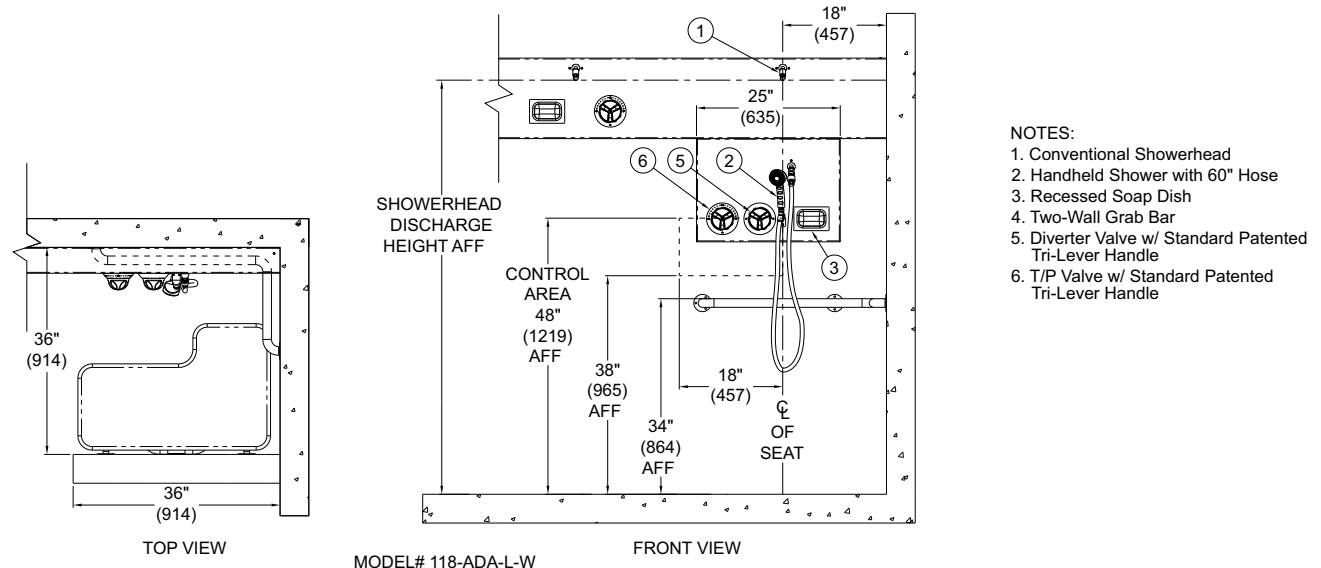 18"
(457)
1
25"
(635)
6
5
2
SHOWERHEAD
DISCHARGE
HEIGHT AFF
3
CONTROL
AREA
48"
(1219)
AFF
38"
(965)
AFF
18"
(457)
34"
(864)
AFF
℄
OF
SEAT
36"
(914)
36"
(914)
TOP VIEW
FRONT VIEW
MODEL# 118-ADA-L-W
NOTES:
1. Conventional Showerhead
2. Handheld Shower with 60" Hose
3. Recessed Soap Dish
4. Two-Wall Grab Bar
5. Diverter Valve w/ Standard Patented
Tri-Lever Handle
6. T/P Valve w/ Standard Patented
Tri-Lever Handle